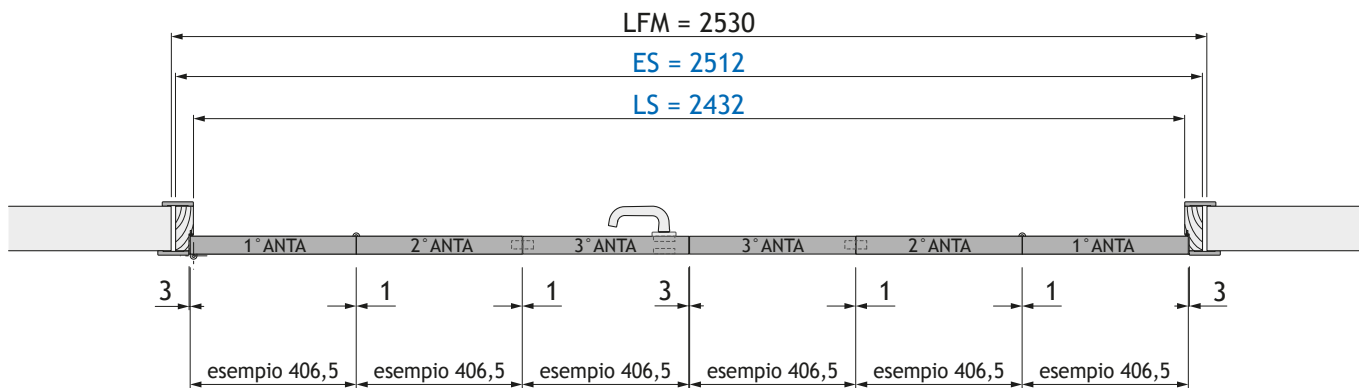 LFM = 2530
ES = 2512
LS = 2432
1°ANTA 2°ANTA 3°ANTA 3°ANTA 2°ANTA 1°ANTA
3 1 1 3 1 1 3
esempio 406,5 esempio 406,5 esempio 406,5 esempio 406,5 esempio 406,5 esempio 406,5